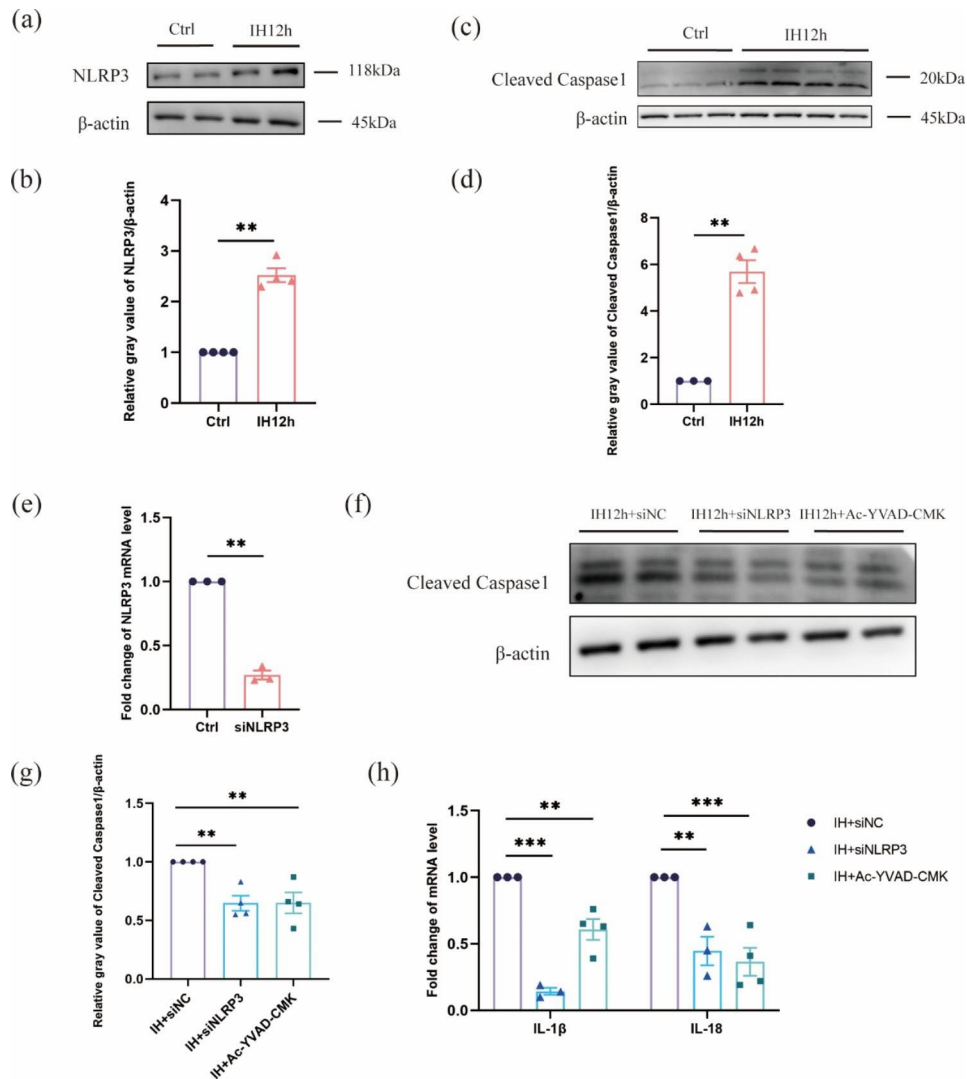 (a)
Ctrl IH12h
NLRP3 118kDa
β-actin 45kDa
(c)
Ctrl IH12h
Cleaved Caspase1 20kDa
β-actin 45kDa
(b)
Relative gray value of NLRP3/β-actin
4
3
2
1
0
**
Ctrl IH12h
(d)
Relative gray value of Cleaved Caspase1/β-actin
8
6
4
2
0
**
Ctrl IH12h
(e)
Fold change of NLRP3 mRNA level
1.5
1.0
0.5
0.0
**
Ctrl siNLRP3
(f)
IH12h+siNC IH12h+siNLRP3 IH12h+Ac-YVAD-CMK
Cleaved Caspase1
β-actin
(g)
Relative gray value of Cleaved Caspase1/β-actin
1.5
1.0
0.5
0.0
**
**
IH+siNC IH+siNLRP3 IH+Ac-YVAD-CMK
(h)
Fold change of mRNA level
1.5
1.0
0.5
0.0
** ***
*** **
IL-1β IL-18
IH+siNC
IH+siNLRP3
IH+Ac-YVAD-CMK